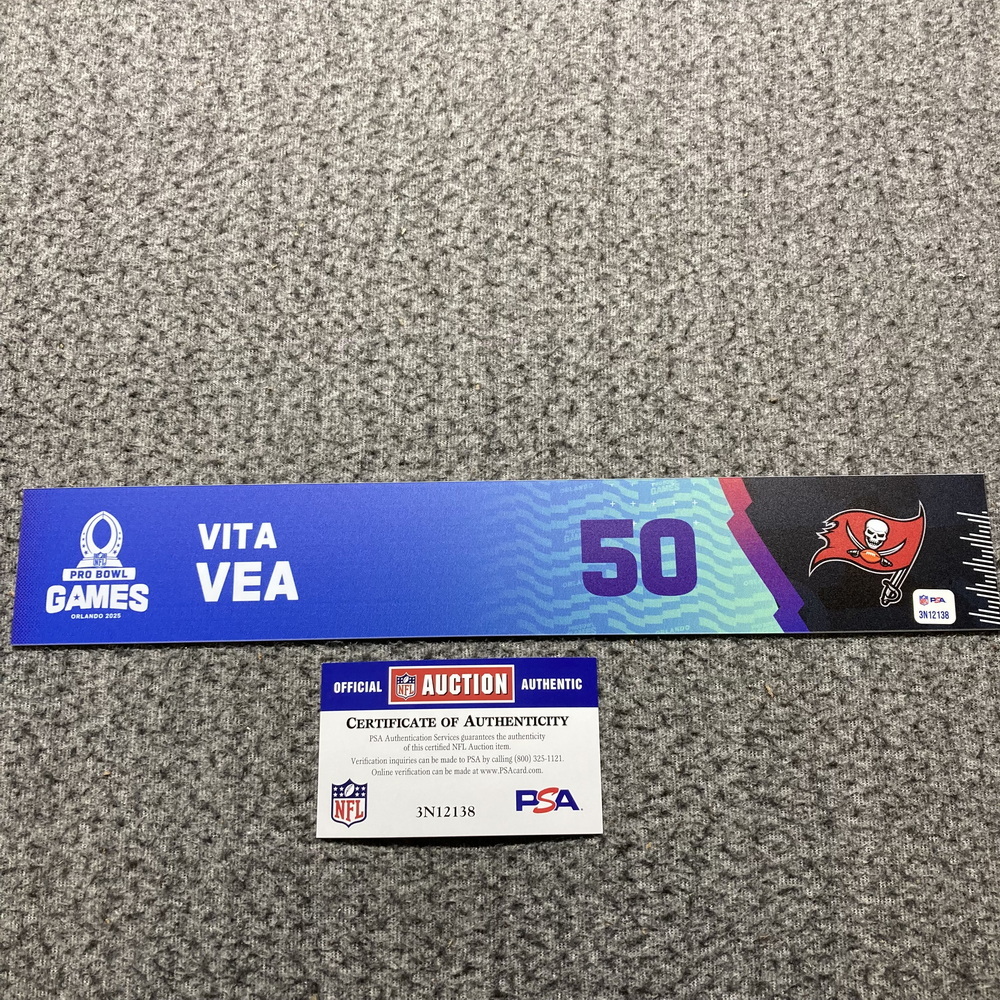 NFL
PRO BOWL
GAMES
ORLANDO 2025
VITA
VEA
50
PSA
3N12138
OFFICIAL NFL AUCTION AUTHENTIC
CERTIFICATE OF AUTHENTICITY
PSA Authentication Services guarantees the authenticity
of this certified NFL Auction item.
Verification inquiries can be made to PSA by calling (800) 325-1121.
Online verification can be made at www.PSAcard.com.
NFL
3N12138
PSA